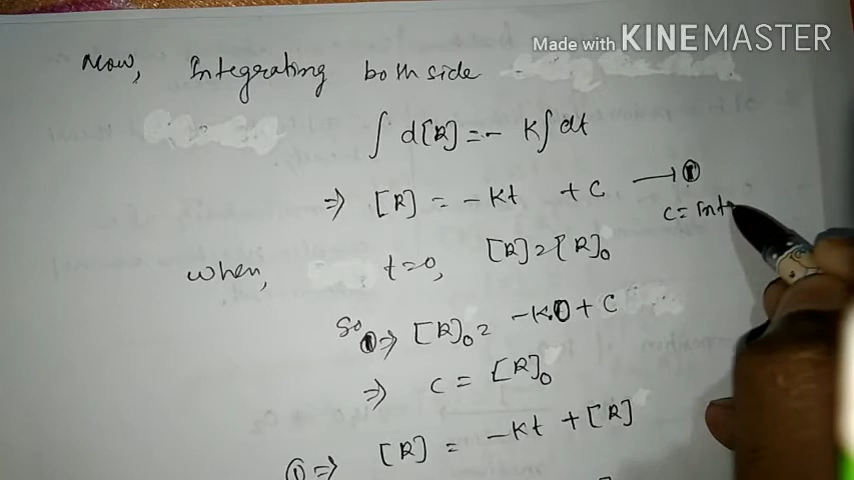 Made with KINEMASTER
Now, Integrating both side
∫ d[R] = - K∫ dt
⇒ [R] = -Kt + C → ①
C = Int
when, t=0, [R] = [R]₀
So ① ⇒ [R]₀ = -K.0 + C
⇒ C = [R]₀
① ⇒ [R] = -Kt + [R]